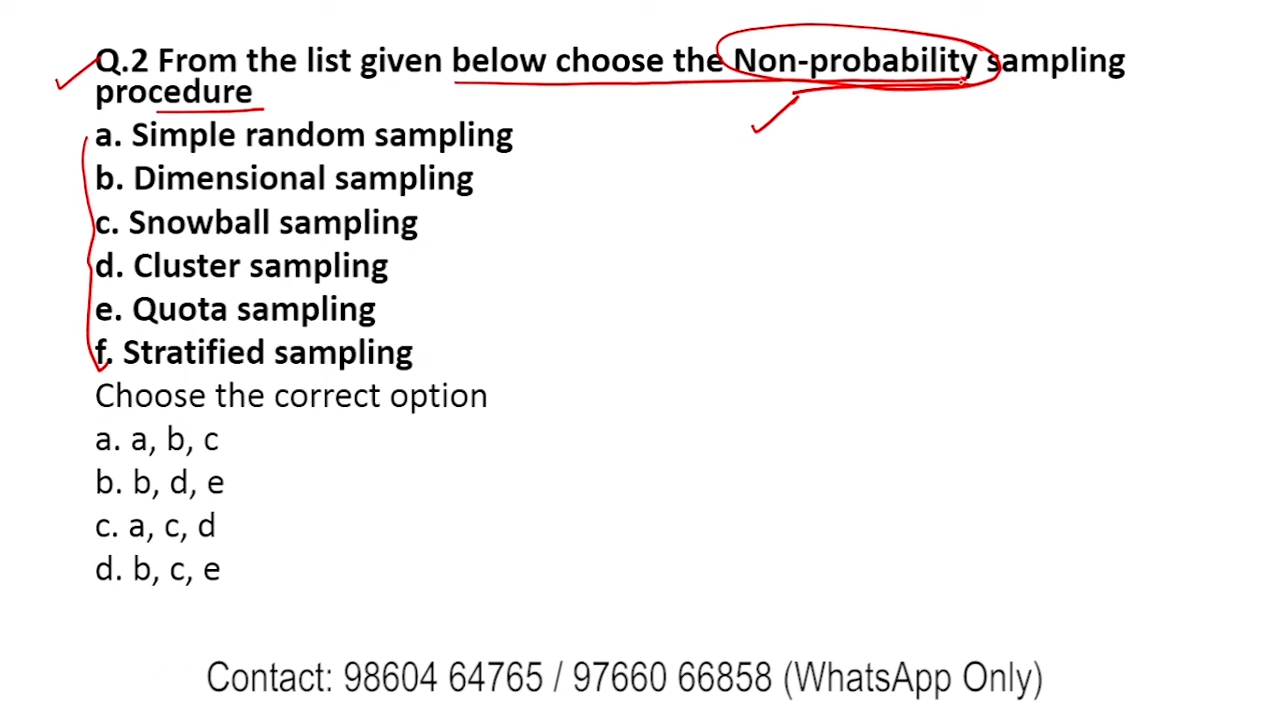 Q.2 From the list given below choose the Non-probability sampling
procedure
a. Simple random sampling
b. Dimensional sampling
c. Snowball sampling
d. Cluster sampling
e. Quota sampling
f. Stratified sampling
Choose the correct option
a. a, b, c
b. b, d, e
c. a, c, d
d. b, c, e
Contact: 98604 64765 / 97660 66858 (WhatsApp Only)